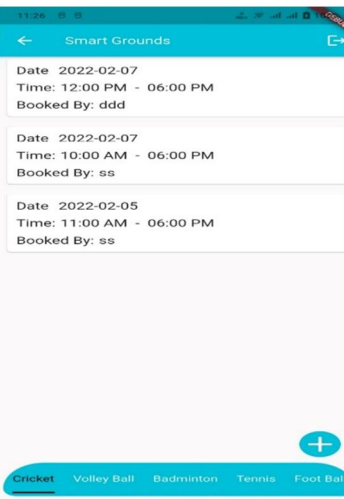 11:26
Smart Grounds
Date 2022-02-07
Time: 12:00 PM - 06:00 PM
Booked By: ddd
Date 2022-02-07
Time: 10:00 AM - 06:00 PM
Booked By: ss
Date 2022-02-05
Time: 11:00 AM - 06:00 PM
Booked By: ss
Cricket Volley Ball Badminton Tennis Foot Bal